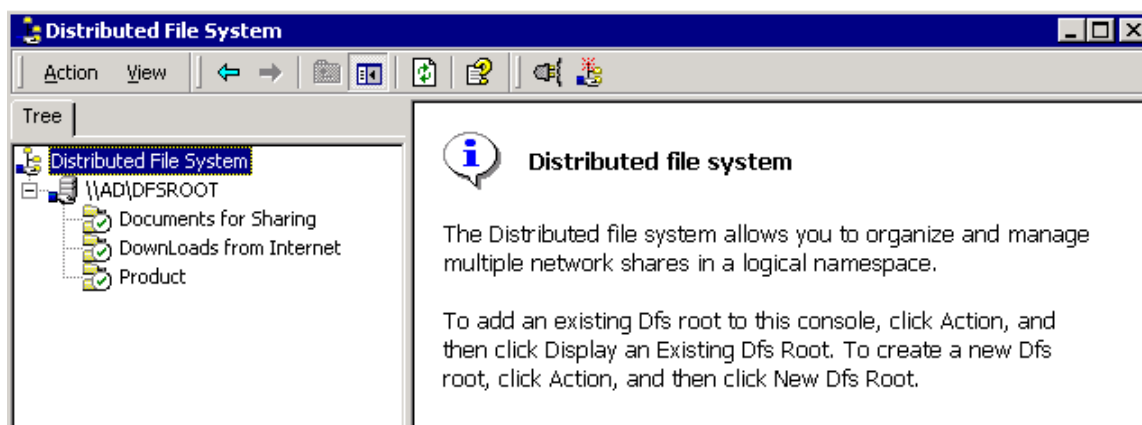 Distributed File System
Action View
Tree
Distributed File System
\\AD\DFSROOT
Documents for Sharing
DownLoads from Internet
Product
Distributed file system
The Distributed file system allows you to organize and manage
multiple network shares in a logical namespace.
To add an existing Dfs root to this console, click Action, and
then click Display an Existing Dfs Root. To create a new Dfs
root, click Action, and then click New Dfs Root.